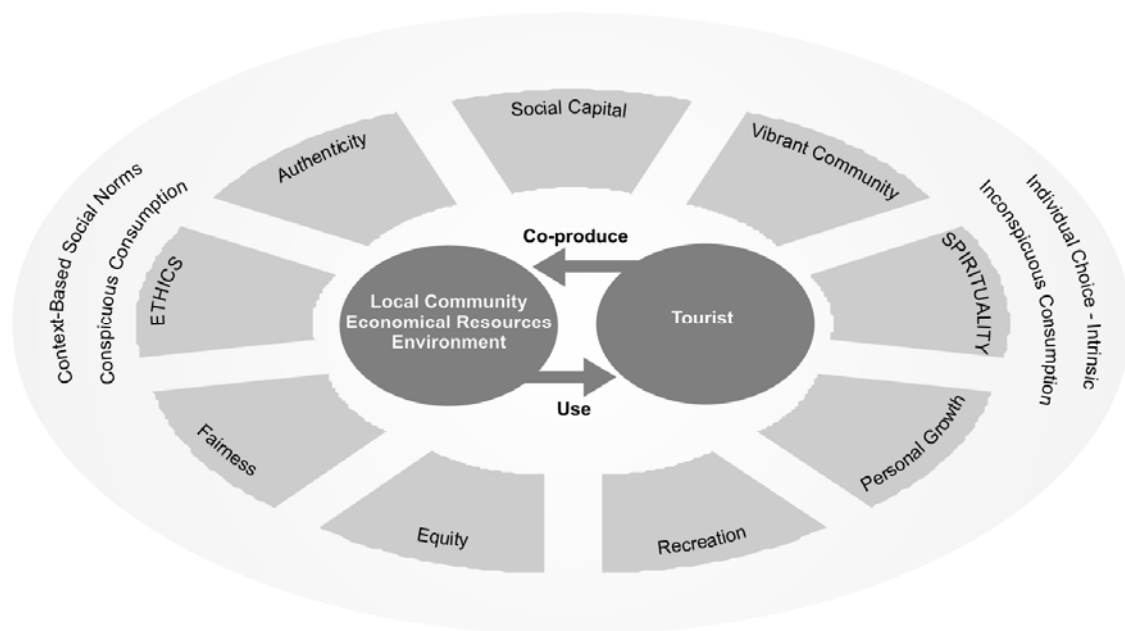 Social Capital
Authenticity
Vibrant Community
Context-Based Social Norms
Conspicuous Consumption
ETHICS
SPIRITUALITY
Inconspicuous Consumption
Individual Choice - Intrinsic
Co-produce
Local Community
Economical Resources
Environment
Tourist
Use
Fairness
Personal Growth
Equity
Recreation